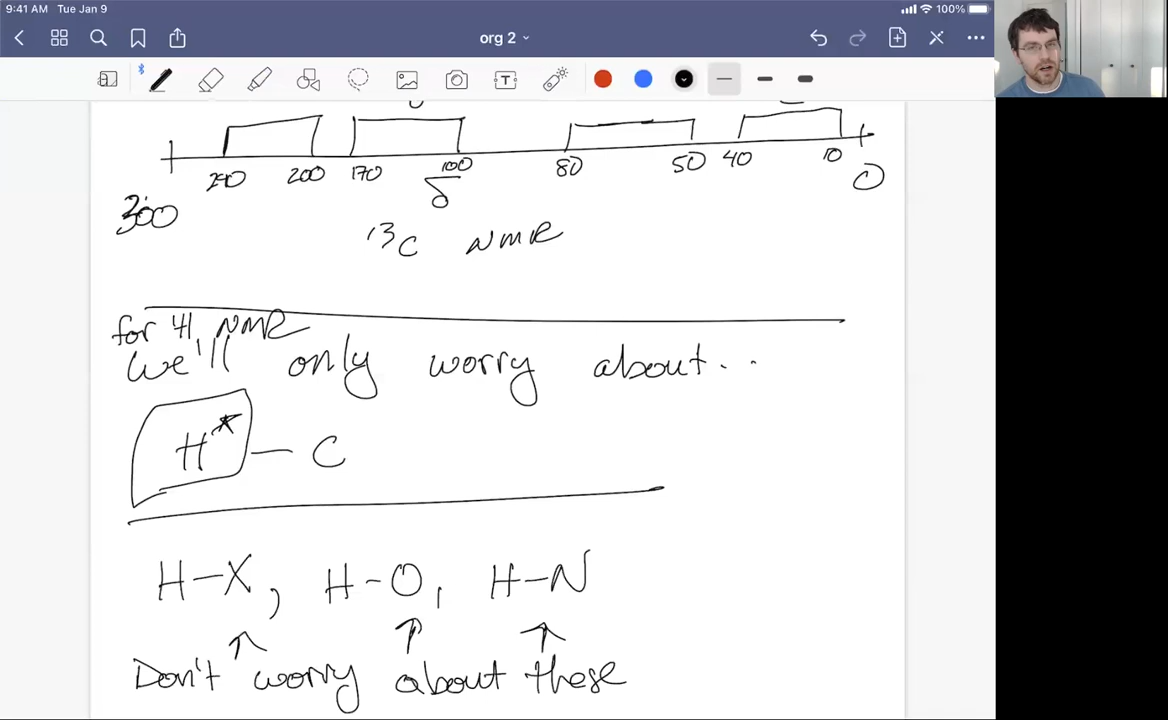 9:41 AM Tue Jan 9
100%
org 2
T
200 170 100 80 50 40 10 0
300
δ
13C NMR
for 1H NMR
We'll only worry about...
H* — C
H-X, H-O, H-N
↑ ↑ ↑
Don't worry about these